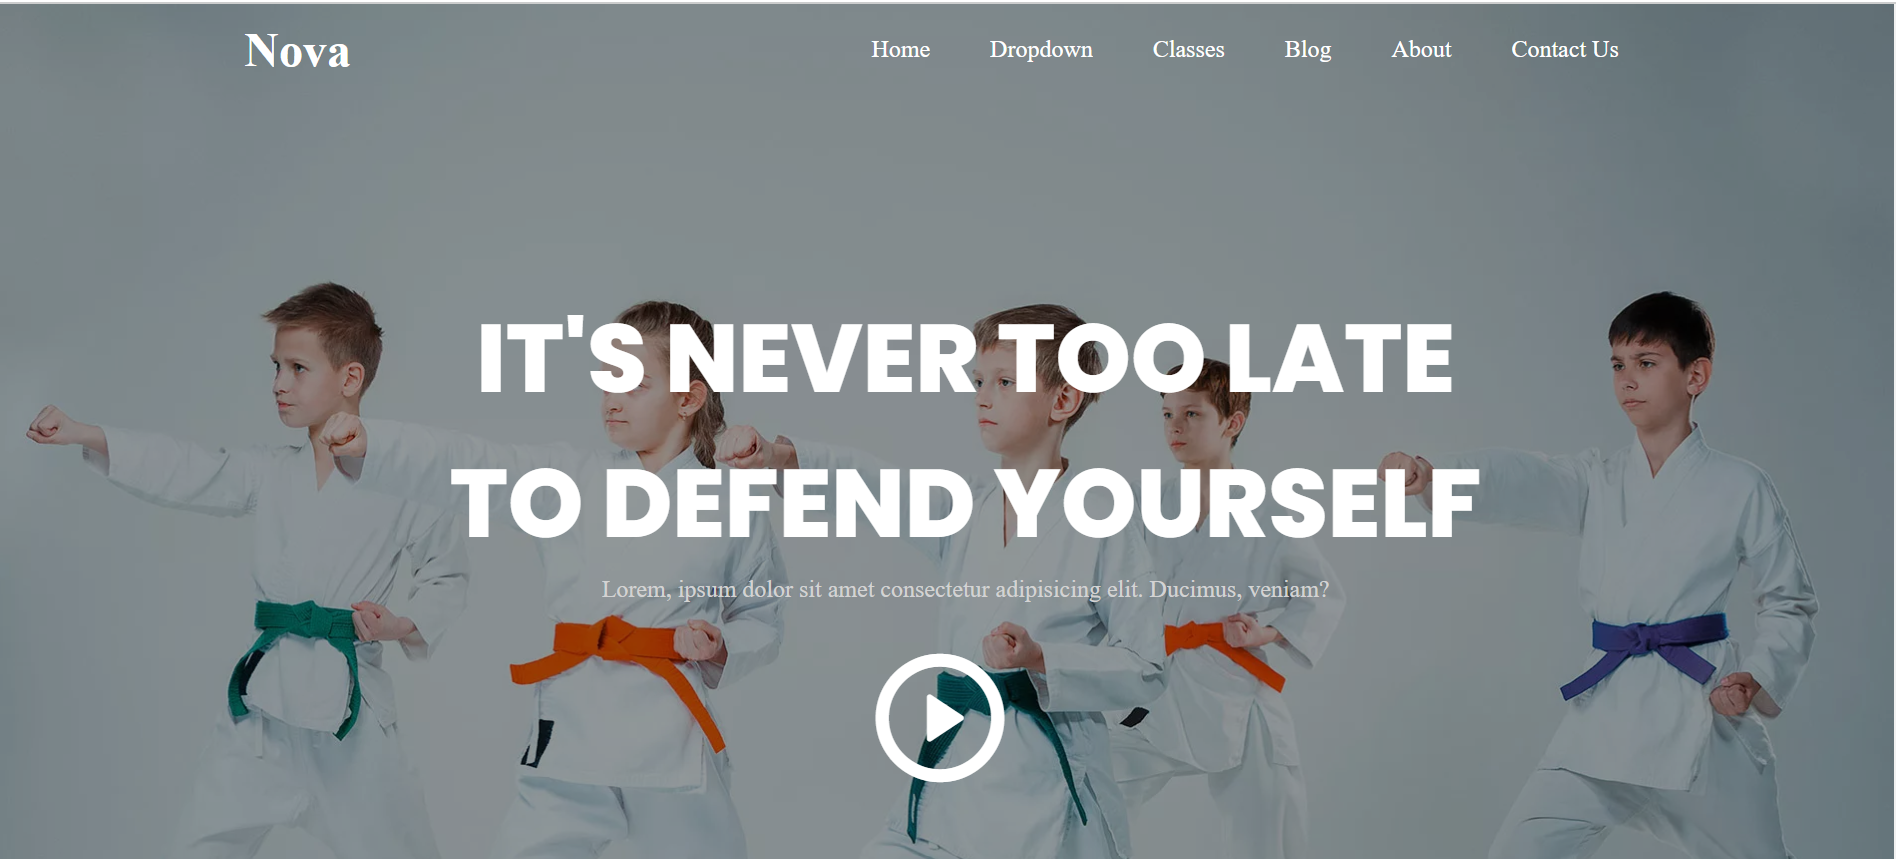 Nova
Home Dropdown Classes Blog About Contact Us
IT'S NEVER TOO LATE
TO DEFEND YOURSELF
Lorem, ipsum dolor sit amet consectetur adipisicing elit. Ducimus, veniam?